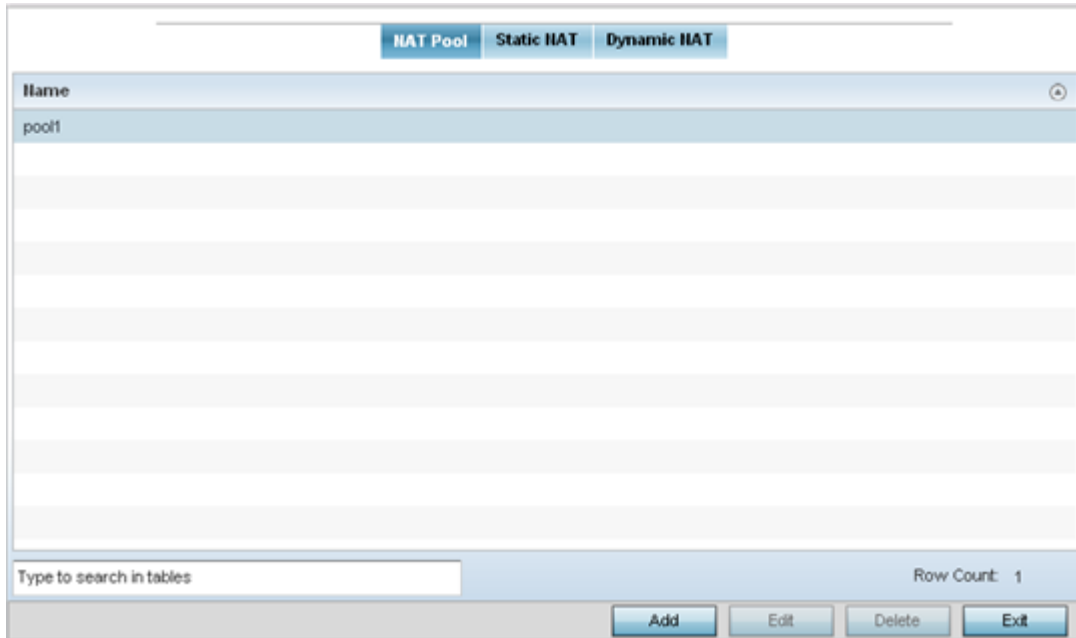 NAT Pool Static NAT Dynamic NAT
Name
pool1
Type to search in tables Row Count: 1
Add Edit Delete Exit